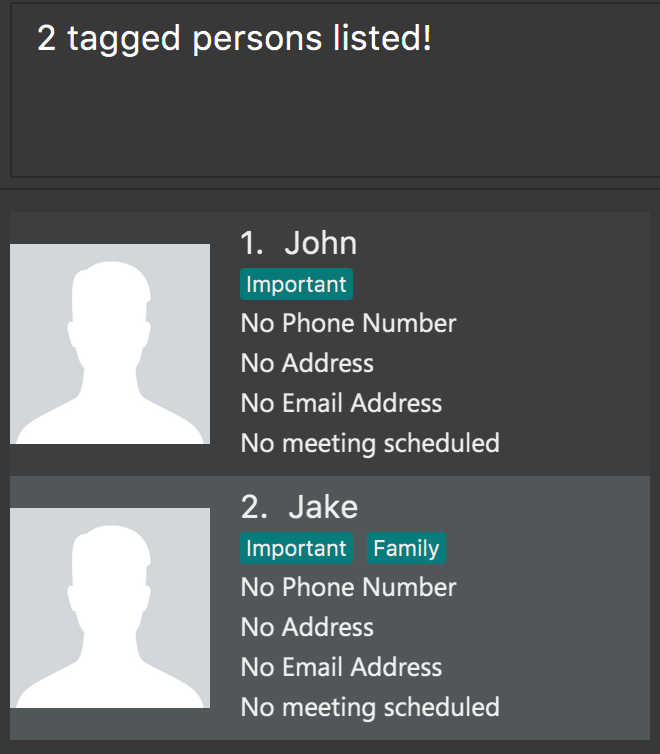 2 tagged persons listed!
1. John
Important
No Phone Number
No Address
No Email Address
No meeting scheduled
2. Jake
Important Family
No Phone Number
No Address
No Email Address
No meeting scheduled